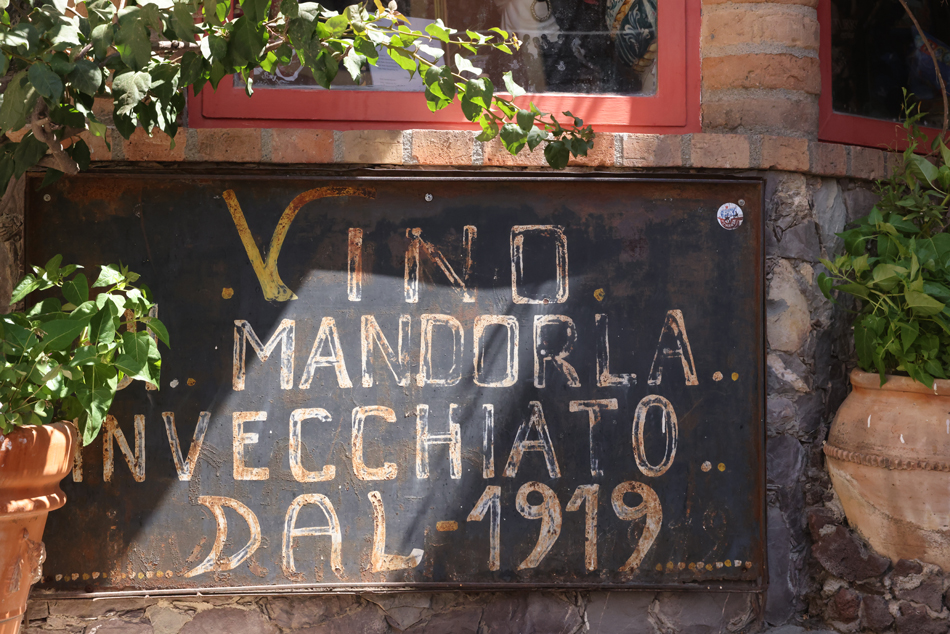 VINO
MANDORLA..
INVECCHIATO..
DAL-1919